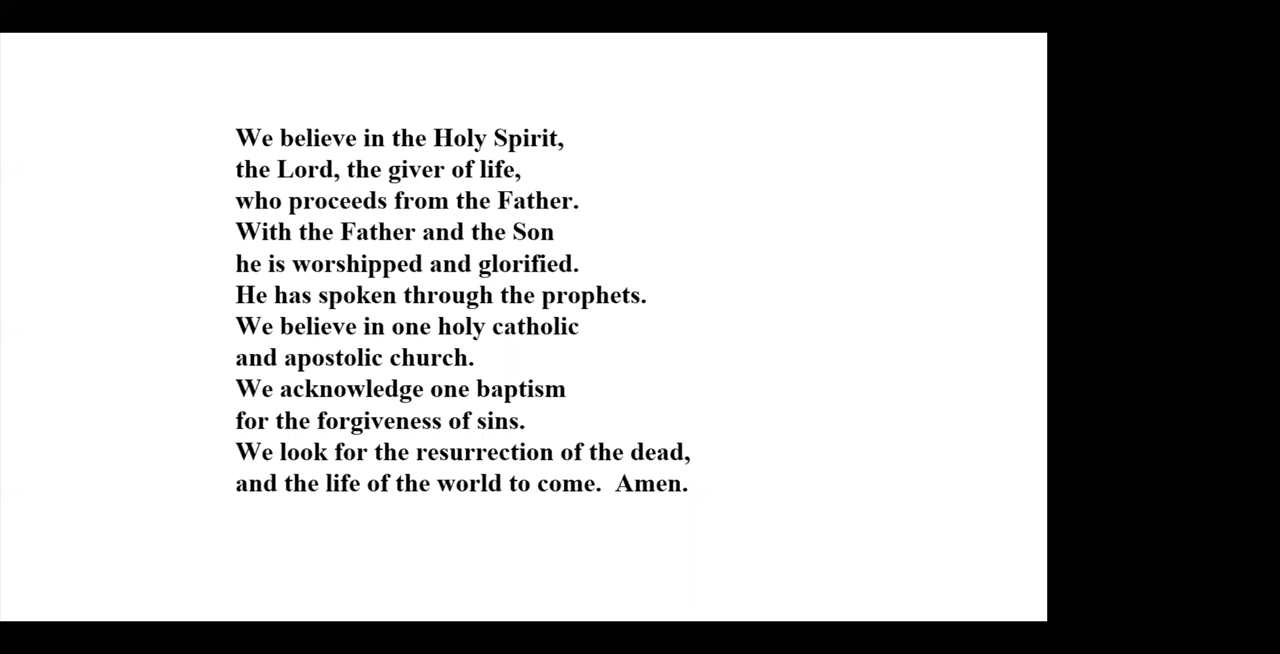 We believe in the Holy Spirit,
the Lord, the giver of life,
who proceeds from the Father.
With the Father and the Son
he is worshipped and glorified.
He has spoken through the prophets.
We believe in one holy catholic
and apostolic church.
We acknowledge one baptism
for the forgiveness of sins.
We look for the resurrection of the dead,
and the life of the world to come.  Amen.